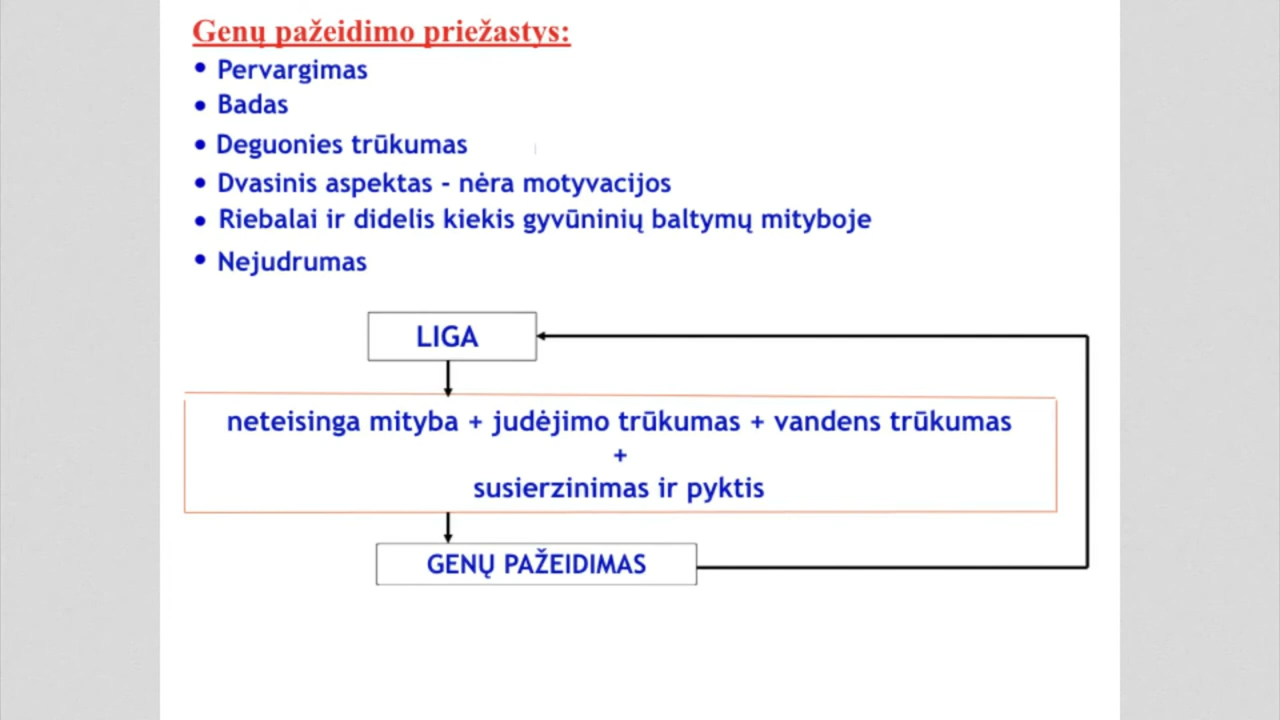 Genų pažeidimo priežastys:
• Pervargimas
• Badas
• Deguonies trūkumas
• Dvasinis aspektas - nėra motyvacijos
• Riebalai ir didelis kiekis gyvūninių baltymų mityboje
• Nejudrumas
LIGA
neteisinga mityba + judėjimo trūkumas + vandens trūkumas
+
susierzinimas ir pyktis
GENŲ PAŽEIDIMAS